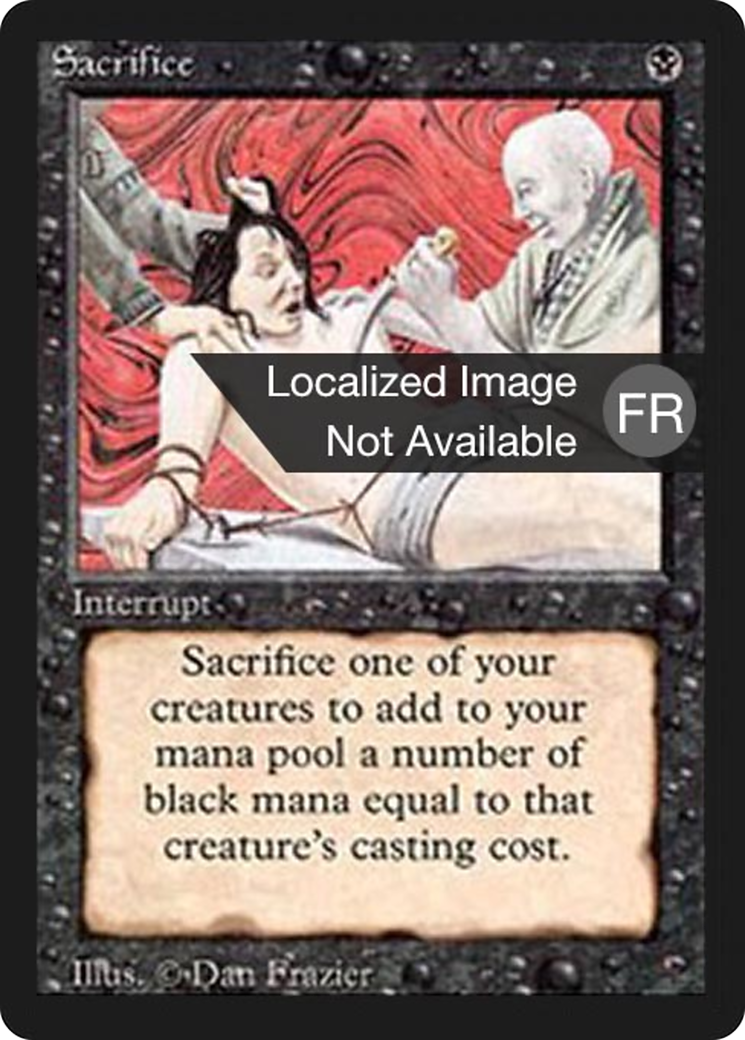 Sacrifice
Localized Image
FR
Not Available
Interrupt
Sacrifice one of your
creatures to add to your
mana pool a number of
black mana equal to that
creature's casting cost.
Illus. © Dan Frazier